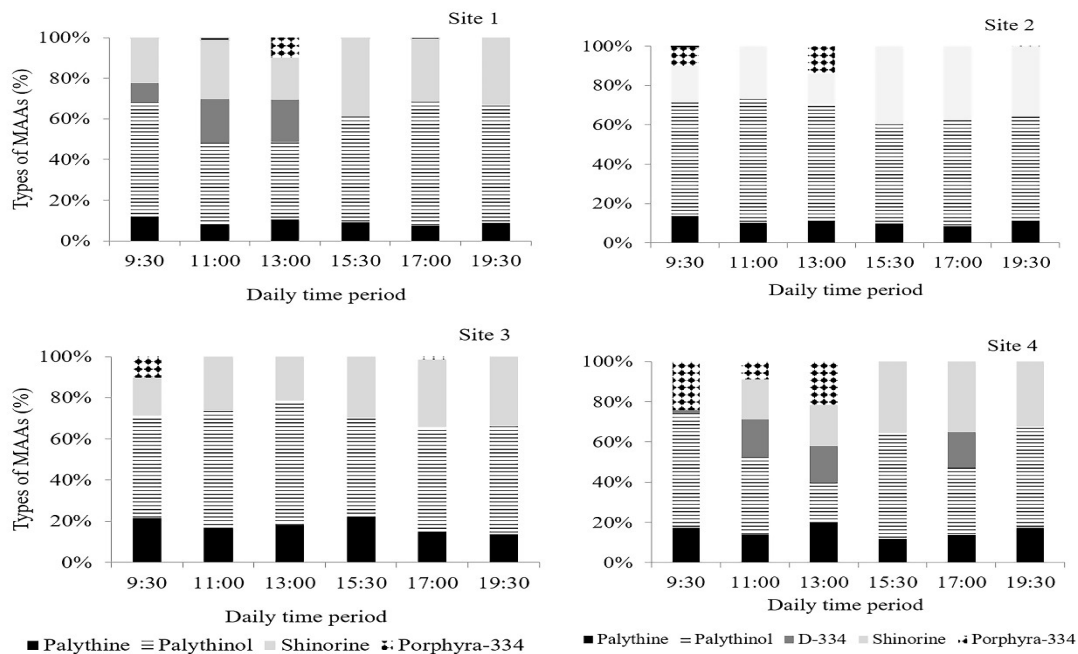 Site 1
Types of MAAs (%)
100%
80%
60%
40%
20%
0%
9:30 11:00 13:00 15:30 17:00 19:30
Daily time period
Site 2
100%
80%
60%
40%
20%
0%
9:30 11:00 13:00 15:30 17:00 19:30
Daily time period
Site 3
Types of MAAs (%)
100%
80%
60%
40%
20%
0%
9:30 11:00 13:00 15:30 17:00 19:30
Daily time period
Palythine Palythinol Shinorine Porphyra-334
Site 4
Types of MAAs (%)
100%
80%
60%
40%
20%
0%
9:30 11:00 13:00 15:30 17:00 19:30
Daily time period
Palythine Palythinol D-334 Shinorine Porphyra-334